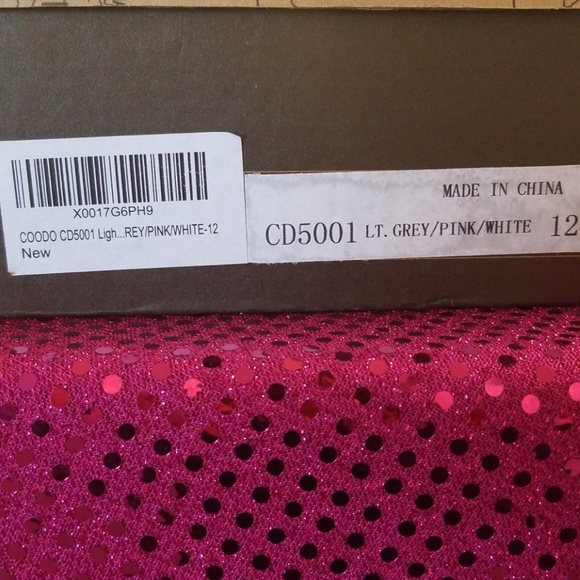 X0017G6PH9
COODO CD5001 Ligh...REY/PINK/WHITE-12
New
MADE IN CHINA
CD5001 LT. GREY/PINK/WHITE 12